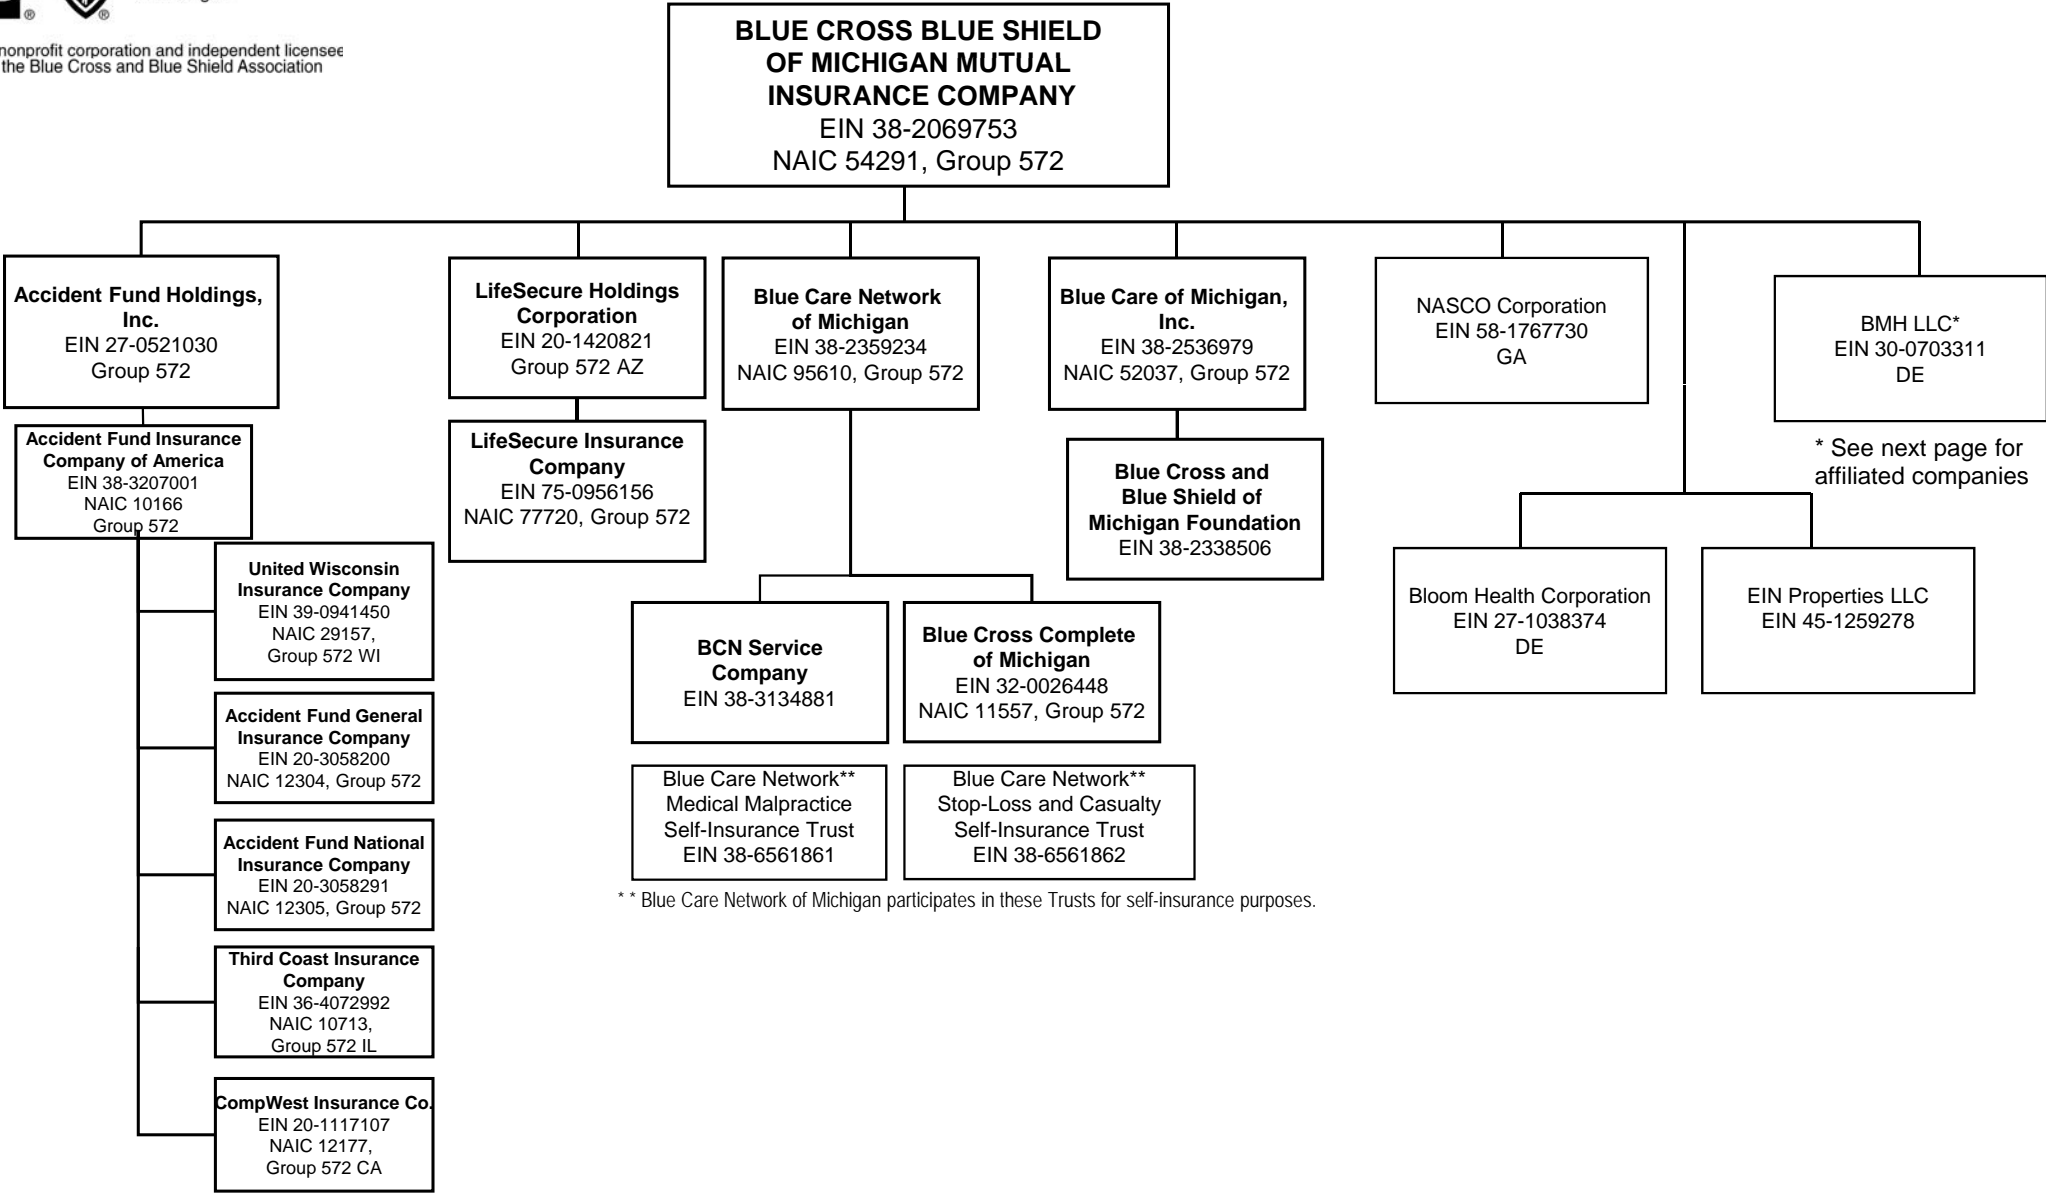 ®
®
nonprofit corporation and independent licensee
the Blue Cross and Blue Shield Association
BLUE CROSS BLUE SHIELD
OF MICHIGAN MUTUAL
INSURANCE COMPANY
EIN 38-2069753
NAIC 54291, Group 572
Accident Fund Holdings,
Inc.
EIN 27-0521030
Group 572
LifeSecure Holdings
Corporation
EIN 20-1420821
Group 572 AZ
Blue Care Network
of Michigan
EIN 38-2359234
NAIC 95610, Group 572
Blue Care of Michigan,
Inc.
EIN 38-2536979
NAIC 52037, Group 572
NASCO Corporation
EIN 58-1767730
GA
BMH LLC*
EIN 30-0703311
DE
* See next page for
affiliated companies
Accident Fund Insurance
Company of America
EIN 38-3207001
NAIC 10166
Group 572
LifeSecure Insurance
Company
EIN 75-0956156
NAIC 77720, Group 572
Blue Cross and
Blue Shield of
Michigan Foundation
EIN 38-2338506
Bloom Health Corporation
EIN 27-1038374
DE
EIN Properties LLC
EIN 45-1259278
United Wisconsin
Insurance Company
EIN 39-0941450
NAIC 29157,
Group 572 WI
BCN Service
Company
EIN 38-3134881
Blue Cross Complete
of Michigan
EIN 32-0026448
NAIC 11557, Group 572
Accident Fund General
Insurance Company
EIN 20-3058200
NAIC 12304, Group 572
Blue Care Network**
Medical Malpractice
Self-Insurance Trust
EIN 38-6561861
Blue Care Network**
Stop-Loss and Casualty
Self-Insurance Trust
EIN 38-6561862
* * Blue Care Network of Michigan participates in these Trusts for self-insurance purposes.
Accident Fund National
Insurance Company
EIN 20-3058291
NAIC 12305, Group 572
Third Coast Insurance
Company
EIN 36-4072992
NAIC 10713,
Group 572 IL
CompWest Insurance Co.
EIN 20-1117107
NAIC 12177,
Group 572 CA